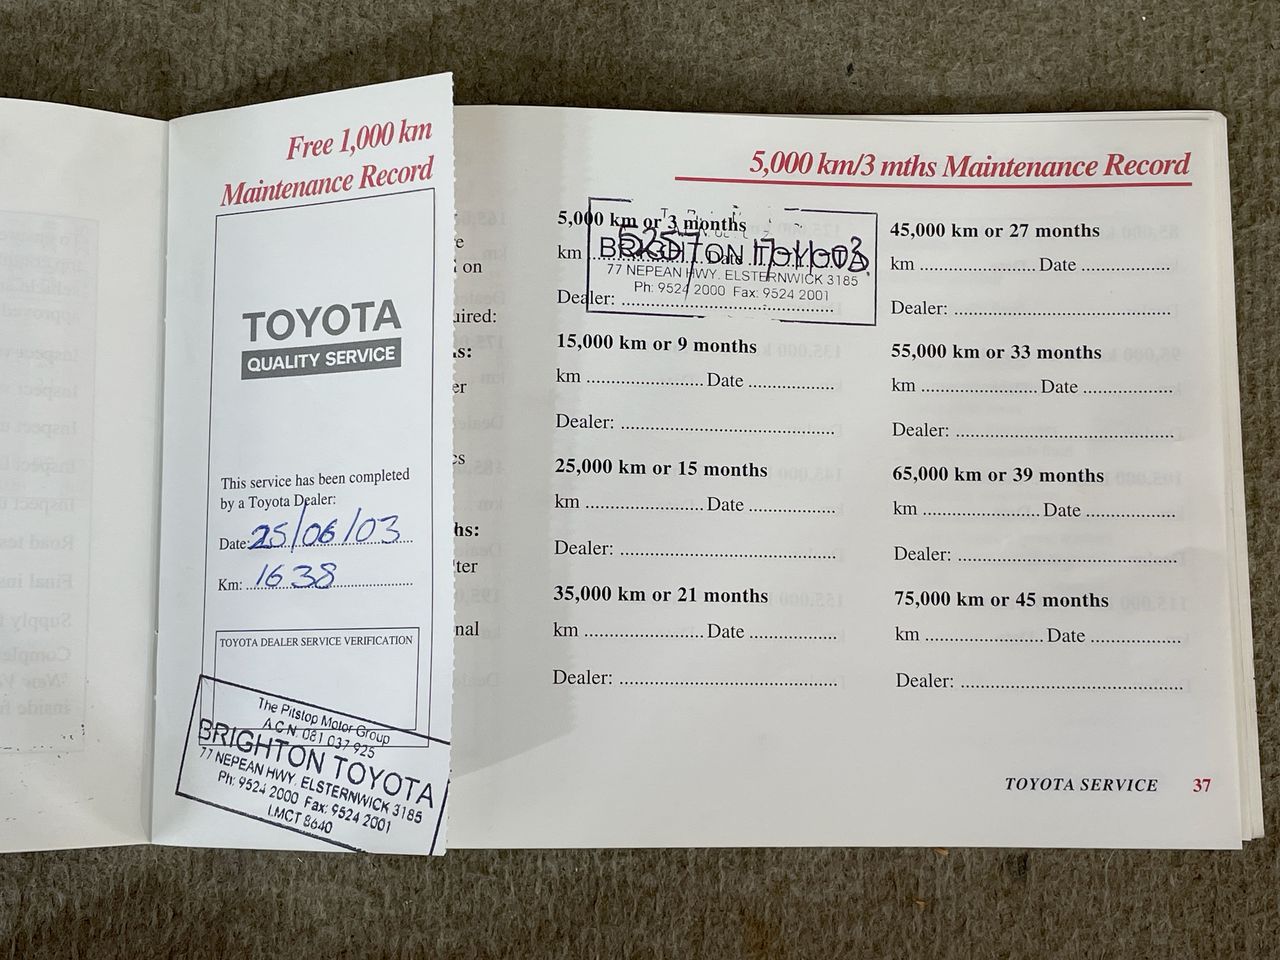 Free 1,000 km
Maintenance Record
TOYOTA
QUALITY SERVICE
This service has been completed
by a Toyota Dealer:
Date: 25/06/03
Km: 1638
TOYOTA DEALER SERVICE VERIFICATION
The Pitstop Motor Group
A.C.N. 081 037 925
BRIGHTON TOYOTA
77 NEPEAN HWY. ELSTERNWICK 3185
Ph: 9524 2000 Fax: 9524 2001
LMCT 8640
on
uired:
hs:
5,000 km/3 mths Maintenance Record
5,000 km or 3 months
km 5257 Date
BRIGHTON TOYOTA
77 NEPEAN HWY. ELSTERNWICK 3185
Ph: 9524 2000 Fax: 9524 2001
Dealer:
15,000 km or 9 months
km Date
Dealer:
25,000 km or 15 months
km Date
Dealer:
35,000 km or 21 months
km Date
Dealer:
45,000 km or 27 months
km Date
Dealer:
55,000 km or 33 months
km Date
Dealer:
65,000 km or 39 months
km Date
Dealer:
75,000 km or 45 months
km Date
Dealer:
TOYOTA SERVICE 37